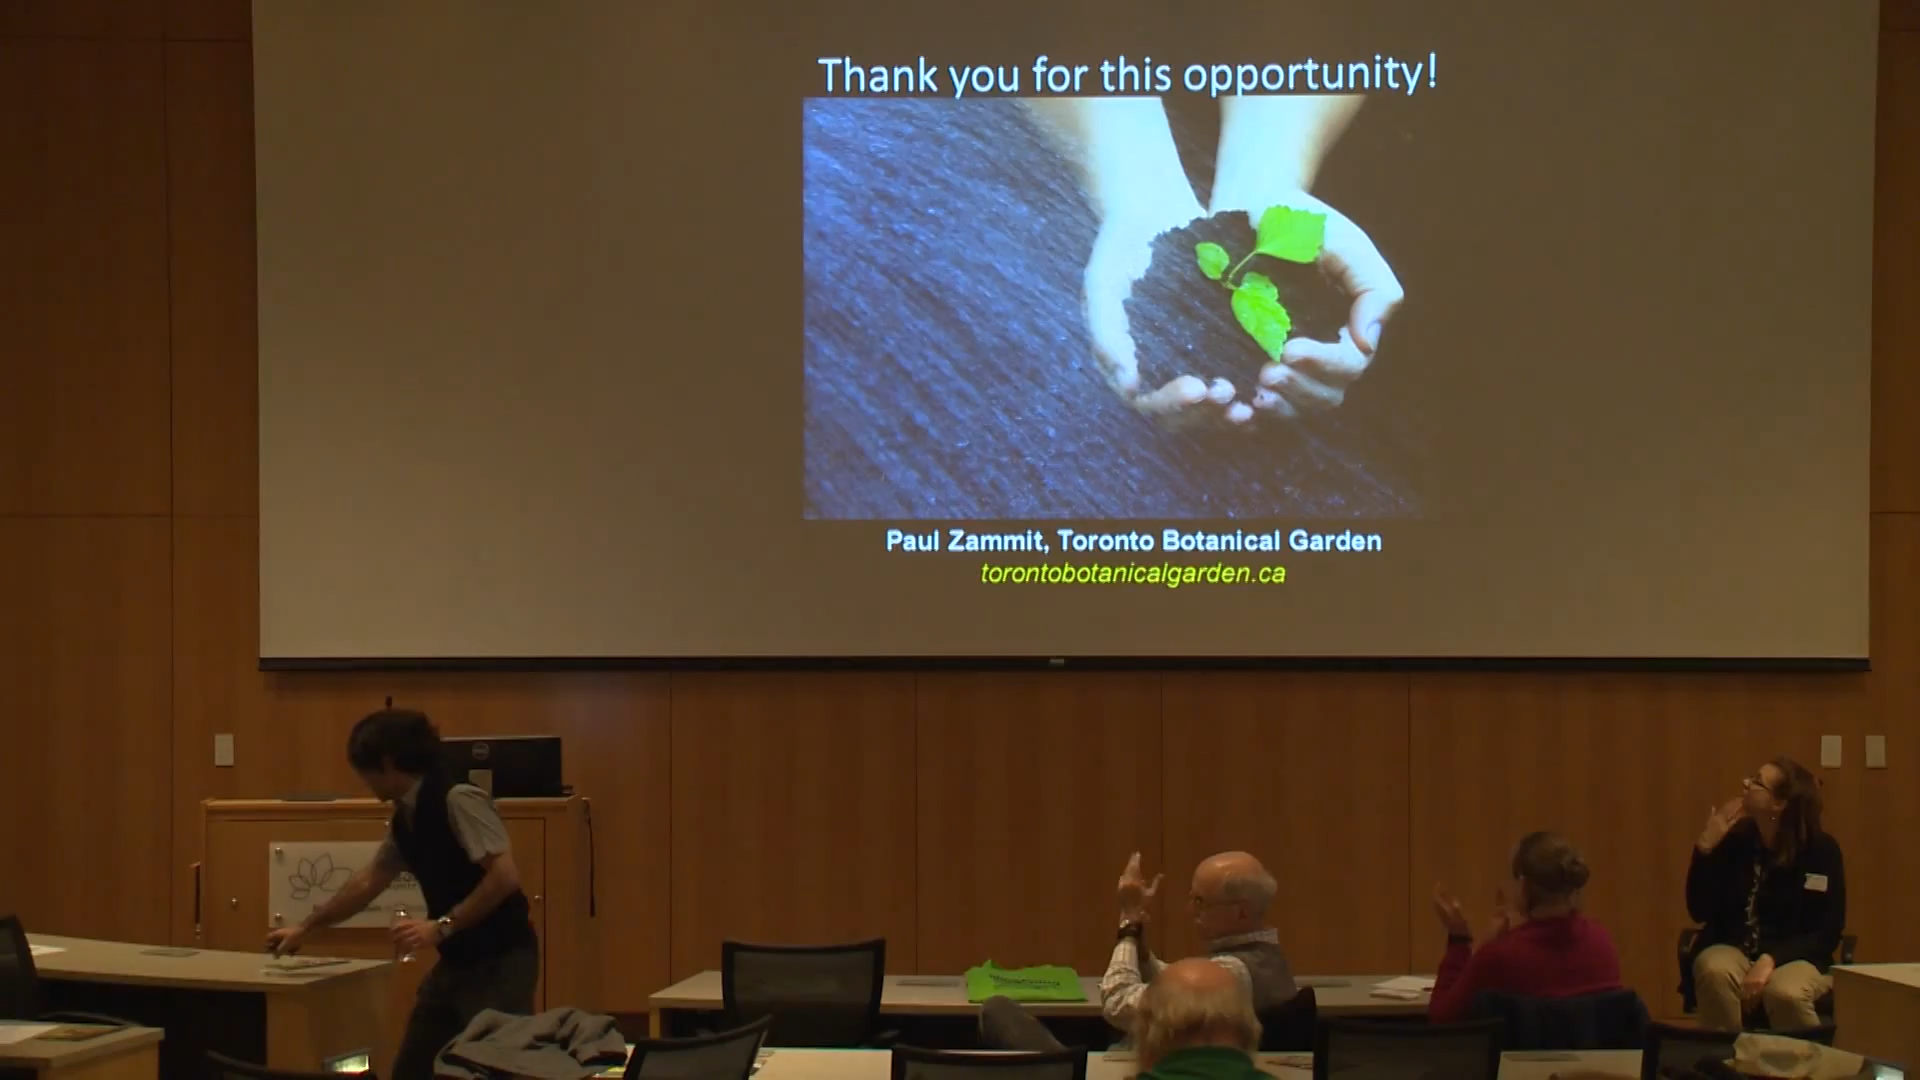 Thank you for this opportunity!
Paul Zammit, Toronto Botanical Garden
torontobotanicalgarden.ca